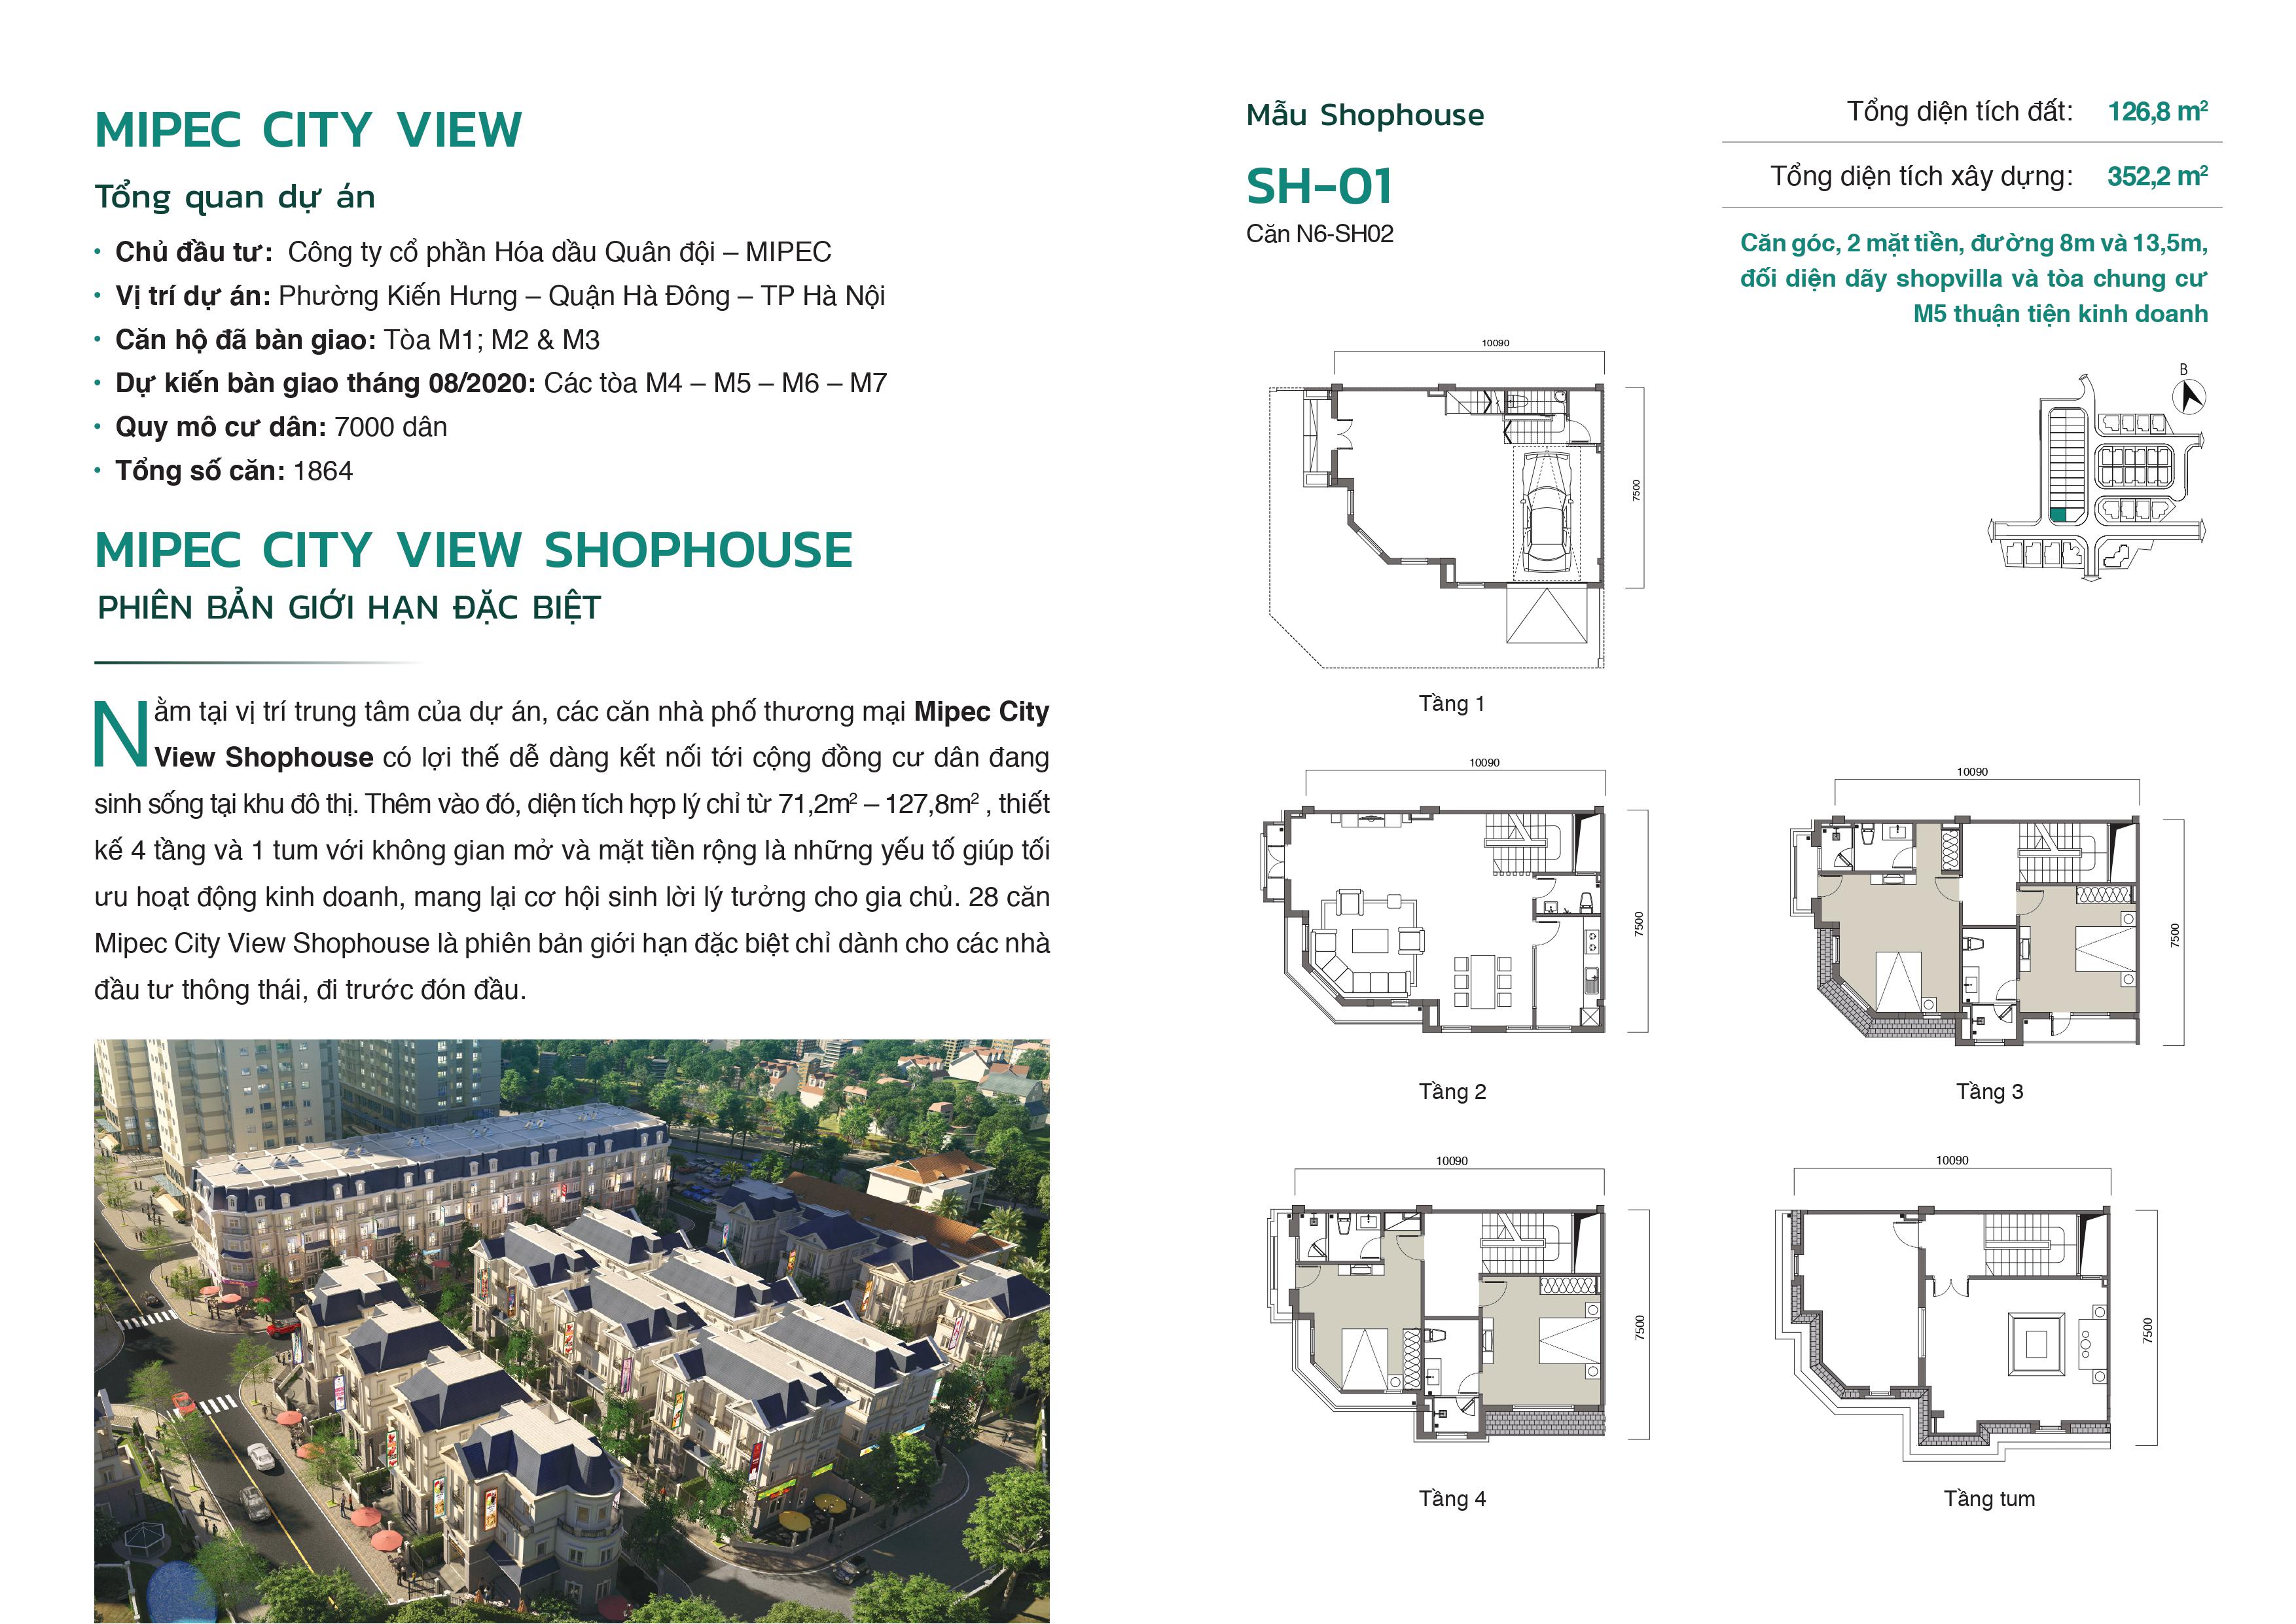 MIPEC CITY VIEW
Tổng quan dự án
• Chủ đầu tư: Công ty cổ phần Hóa dầu Quân đội – MIPEC
• Vị trí dự án: Phường Kiến Hưng – Quận Hà Đông – TP Hà Nội
• Căn hộ đã bàn giao: Tòa M1; M2 & M3
• Dự kiến bàn giao tháng 08/2020: Các tòa M4 – M5 – M6 – M7
• Quy mô cư dân: 7000 dân
• Tổng số căn: 1864
MIPEC CITY VIEW SHOPHOUSE
PHIÊN BẢN GIỚI HẠN ĐẶC BIỆT
Nằm tại vị trí trung tâm của dự án, các căn nhà phố thương mại Mipec City
View Shophouse có lợi thế dễ dàng kết nối tới cộng đồng cư dân đang
sinh sống tại khu đô thị. Thêm vào đó, diện tích hợp lý chỉ từ 71,2m² – 127,8m² , thiết
kế 4 tầng và 1 tum với không gian mở và mặt tiền rộng là những yếu tố giúp tối
ưu hoạt động kinh doanh, mang lại cơ hội sinh lời lý tưởng cho gia chủ. 28 căn
Mipec City View Shophouse là phiên bản giới hạn đặc biệt chỉ dành cho các nhà
đầu tư thông thái, đi trước đón đầu.
Mẫu Shophouse
SH-01
Căn N6-SH02
Tổng diện tích đất: 126,8 m²
Tổng diện tích xây dựng: 352,2 m²
Căn góc, 2 mặt tiền, đường 8m và 13,5m,
đối diện dãy shopvilla và tòa chung cư
M5 thuận tiện kinh doanh
B
10090
7500
Tầng 1
10090
7500
Tầng 2
10090
7500
Tầng 3
10090
7500
Tầng 4
10090
7500
Tầng tum